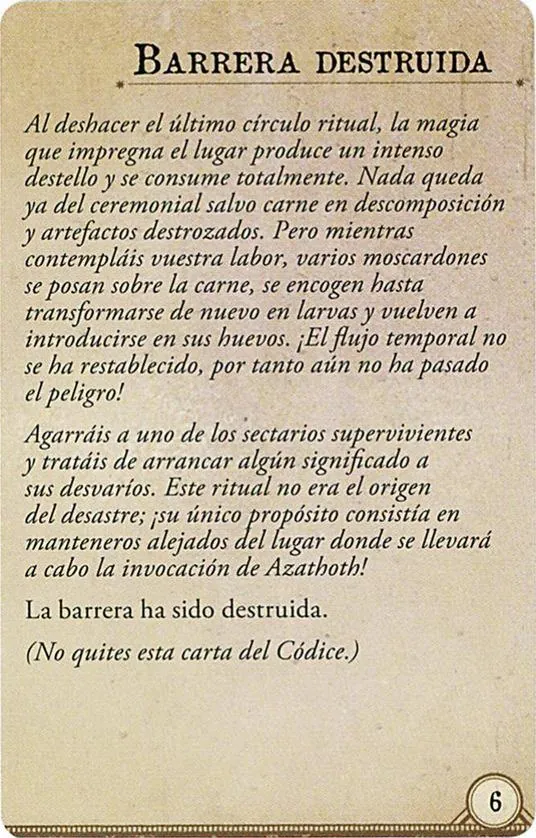 Barrera destruida
Al deshacer el último círculo ritual, la magia
que impregna el lugar produce un intenso
destello y se consume totalmente. Nada queda
ya del ceremonial salvo carne en descomposición
y artefactos destrozados. Pero mientras
contempláis vuestra labor, varios moscardones
se posan sobre la carne, se encogen hasta
transformarse de nuevo en larvas y vuelven a
introducirse en sus huevos. ¡El flujo temporal no
se ha restablecido, por tanto aún no ha pasado
el peligro!
Agarráis a uno de los sectarios supervivientes
y tratáis de arrancar algún significado a
sus desvaríos. Este ritual no era el origen
del desastre; ¡su único propósito consistía en
manteneros alejados del lugar donde se llevará
a cabo la invocación de Azathoth!
La barrera ha sido destruida.
(No quites esta carta del Códice.)
6